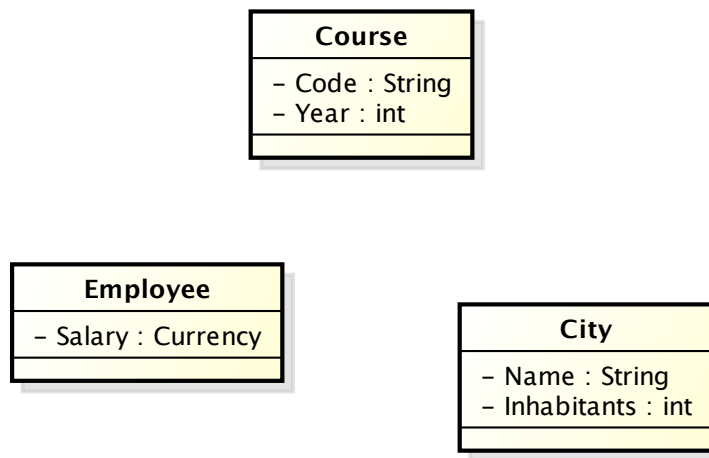 Course
- Code : String
- Year : int
Employee
- Salary : Currency
City
- Name : String
- Inhabitants : int